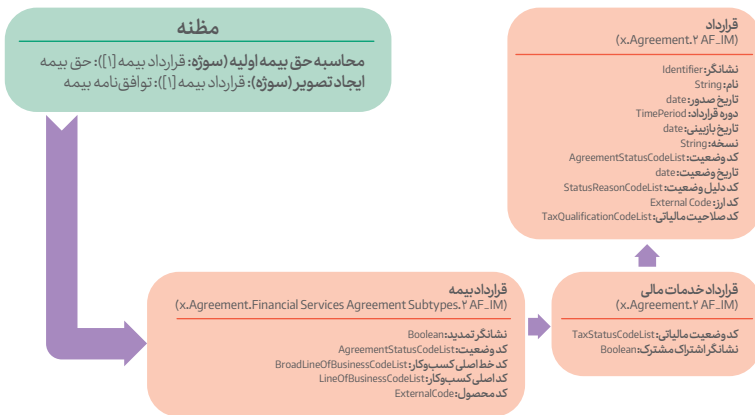 مظنه
محاسبه حق بیمه اولیه (سوژه: قرارداد بیمه [۱]): حق بیمه
ایجاد تصویر (سوژه): قرارداد بیمه [۱]): توافق‌نامه بیمه
قرارداد
(x.Agreement.۲ AF_IM)
نشانگر: Identifier
نام: String
تاریخ صدور: date
دوره قرارداد: TimePeriod
تاریخ بازبینی: date
نسخه: String
کد وضعیت: AgreementStatusCodeList
تاریخ وضعیت: date
کد دلیل وضعیت: StatusReasonCodeList
کد ارز: External Code
کد صلاحیت مالیاتی: TaxQualificationCodeList
قرارداد خدمات مالی
(x.Agreement.۲ AF_IM)
کد وضعیت مالیاتی: TaxStatusCodeList
نشانگر اشتراک مشترک: Boolean
قرارداد بیمه
(x.Agreement.Financial Services Agreement Subtypes.۲ AF_IM)
نشانگر تمدید: Boolean
کد وضعیت: AgreementStatusCodeList
کد خط اصلی کسب‌وکار: BroadLineOfBusinessCodeList
کد اصلی کسب‌وکار: LineOfBusinessCodeList
کد محصول: ExternalCode